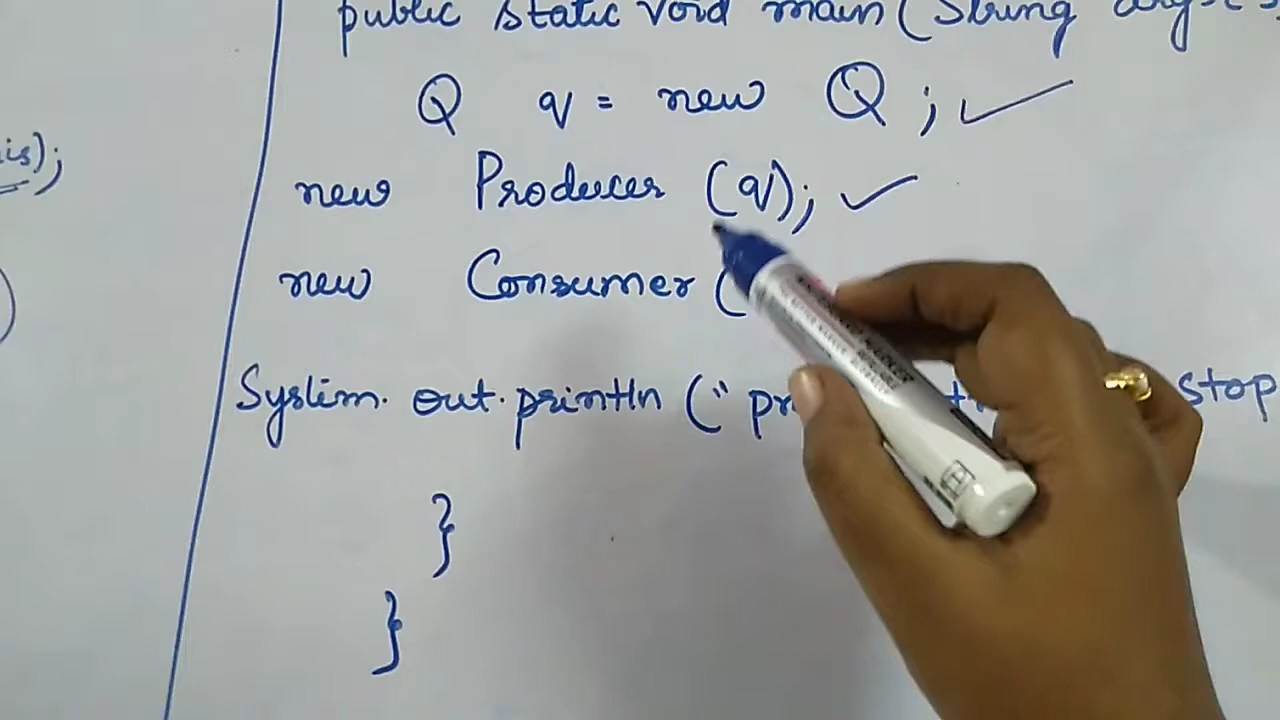 public static void main(String args[
Q q = new Q ;
is);
new Producer (q);
new Consumer (
)
System.out.println (" pr stop
}
}